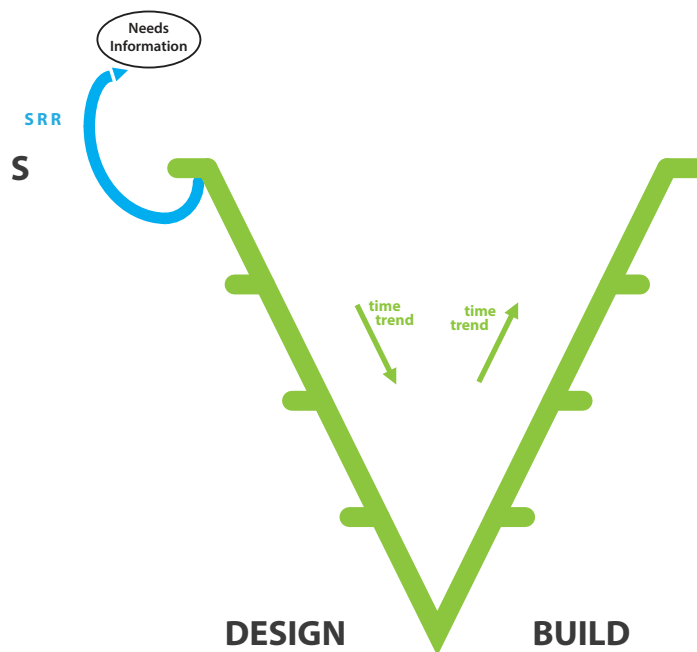 Needs
Information
SRR
S
time
trend
time
trend
DESIGN
BUILD